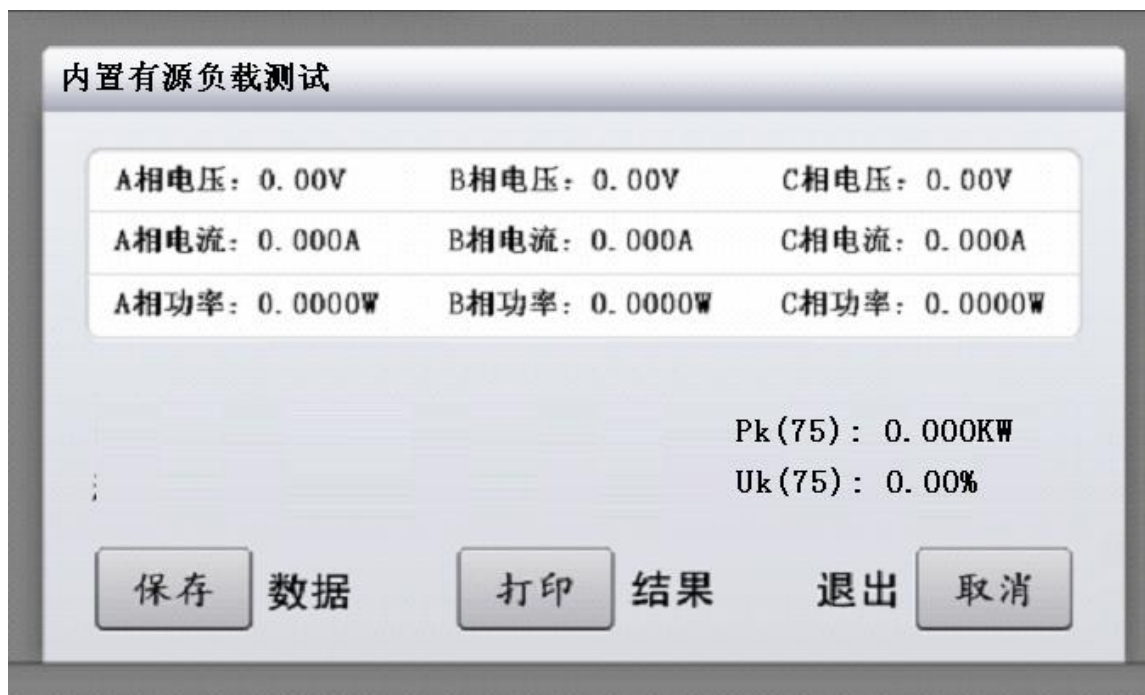 内置有源负载测试
A相电压: 0.00V B相电压: 0.00V C相电压: 0.00V
A相电流: 0.000A B相电流: 0.000A C相电流: 0.000A
A相功率: 0.0000W B相功率: 0.0000W C相功率: 0.0000W
Pk(75): 0.000KW
Uk(75): 0.00%
保存 数据 打印 结果 退出 取消